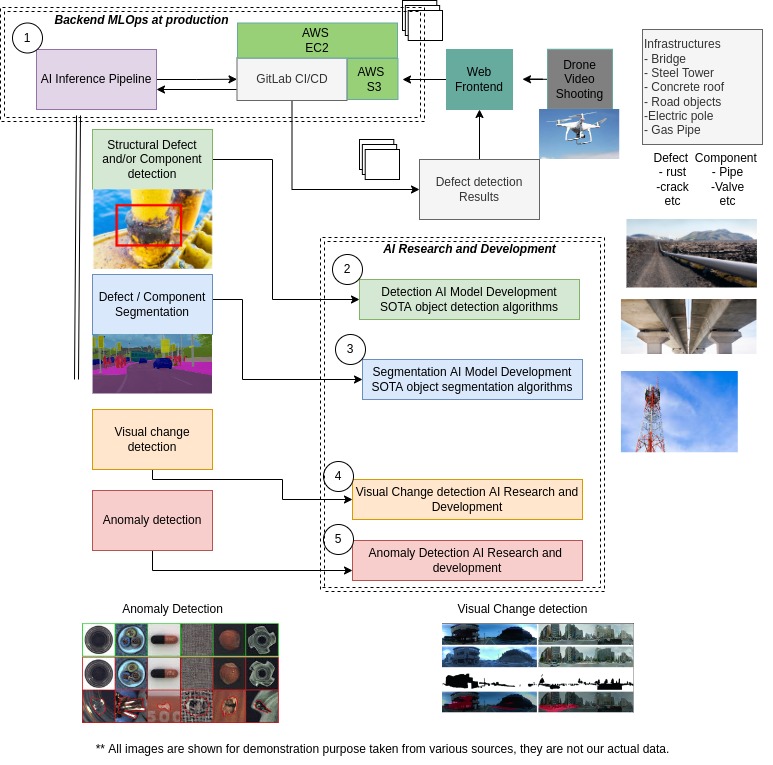 Backend MLOps at production
1
AI Inference Pipeline
AWS
EC2
GitLab CI/CD
AWS
S3
Web
Frontend
Drone
Video
Shooting
Infrastructures
- Bridge
- Steel Tower
- Concrete roof
- Road objects
-Electric pole
- Gas Pipe
Defect Component
- rust - Pipe
-crack -Valve
etc etc
Structural Defect
and/or Component
detection
Defect detection
Results
Defect / Component
Segmentation
Visual change
detection
Anomaly detection
AI Research and Development
2
Detection AI Model Development
SOTA object detection algorithms
3
Segmentation AI Model Development
SOTA object segmentation algorithms
4
Visual Change detection AI Research and
Development
5
Anomaly Detection AI Research and
development
Anomaly Detection
500
Visual Change detection
** All images are shown for demonstration purpose taken from various sources, they are not our actual data.